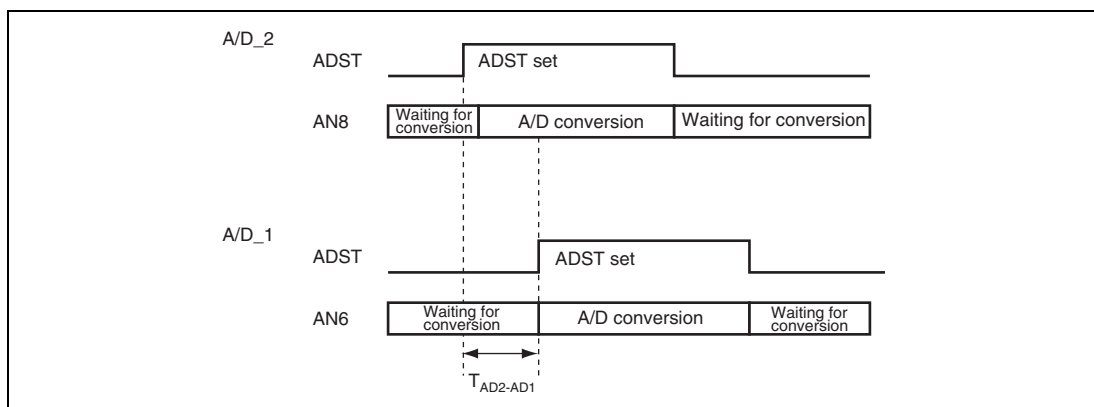 A/D_2
ADST
ADST set
AN8
Waiting for
conversion
A/D conversion
Waiting for conversion
A/D_1
ADST
ADST set
AN6
Waiting for
conversion
A/D conversion
Waiting for
conversion
TAD2-AD1